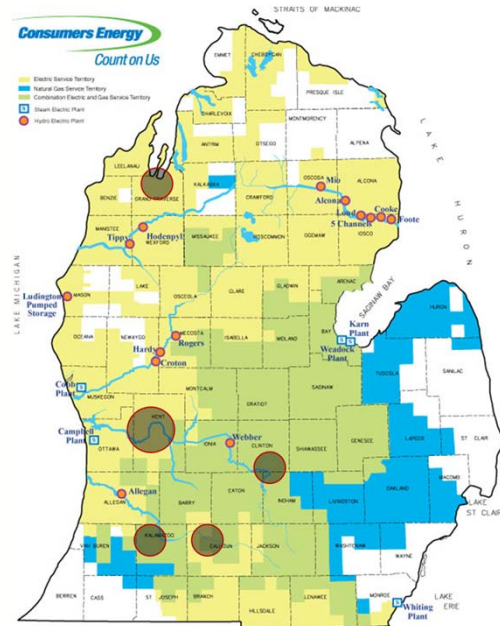 STRAITS OF MACKINAC
Consumers Energy
Count on Us
Electric Service Territory
Natural Gas Service Territory
Combination Electric and Gas Service Territory
Steam Electric Plant
Hydro Electric Plant
EMMET
CHEBOYGAN
PRESQUE ISLE
CHARLEVOIX
MONTMORENCY
ANTRIM
OTSEGO
ALPENA
LEELANAU
LAKE HURON
BENZIE
GRAND TRAVERSE
KALKASKA
CRAWFORD
OSCODA
Mio
ALCONA
Alcona
Loud
Cooke
5 Channels
Foote
MANISTEE
Hodenpyl
Tippy
WEXFORD
MISSAUKEE
ROSCOMMON
OGEMAW
IOSCO
LAKE MICHIGAN
Ludington
Pumped
Storage
MASON
LAKE
OSCEOLA
CLARE
GLADWIN
ARENAC
SAGINAW BAY
HURON
OCEANA
NEWAYGO
MECOSTA
Rogers
ISABELLA
MIDLAND
BAY
Karn
Plant
Weadock
Plant
Hardy
Croton
TUSCOLA
SANILAC
Cobb
Plant
MUSKEGON
MONTCALM
GRATIOT
SAGINAW
Campbell
Plant
OTTAWA
KENT
IONIA
Webber
CLINTON
SHIAWASSEE
GENESEE
LAPEER
ST CLAIR
Allegan
ALLEGAN
BARRY
EATON
INGHAM
LIVINGSTON
OAKLAND
MACOMB
LAKE
ST CLAIR
VAN BUREN
KALAMAZOO
CALHOUN
JACKSON
WASHTENAW
WAYNE
BERRIEN
CASS
ST JOSEPH
BRANCH
HILLSDALE
LENAWEE
MONROE
Whiting Plant
LAKE
ERIE